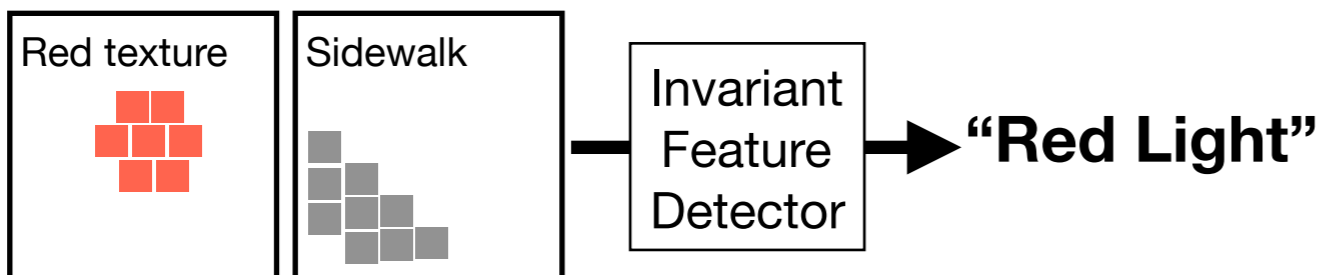 Red texture
Sidewalk
Invariant
Feature
Detector
“Red Light”